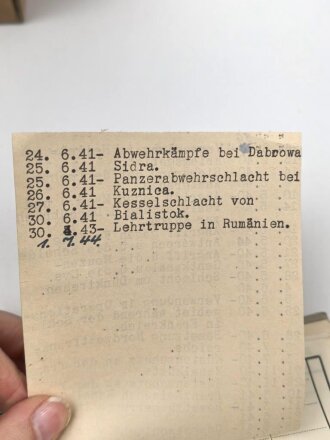 24. 6.41- Abwehrkämpfe bei Dabrowa
25. 6.41 Sidra.
25. 6.41- Panzerabwehrschlacht bei
26. 6.41 Kuznica.
27. 6.41- Kesselschlacht von
30. 6.41 Bialistok.
30. 4.43- Lehrtruppe in Rumänien.
1. 7.44